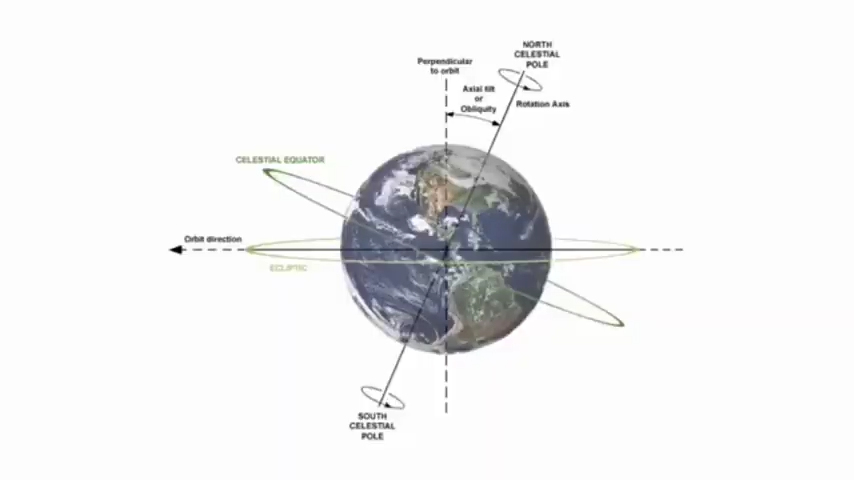 NORTH
CELESTIAL
POLE
Perpendicular
to orbit
Axial tilt
or
Obliquity
Rotation Axis
CELESTIAL EQUATOR
Orbit direction
ECLIPTIC
SOUTH
CELESTIAL
POLE